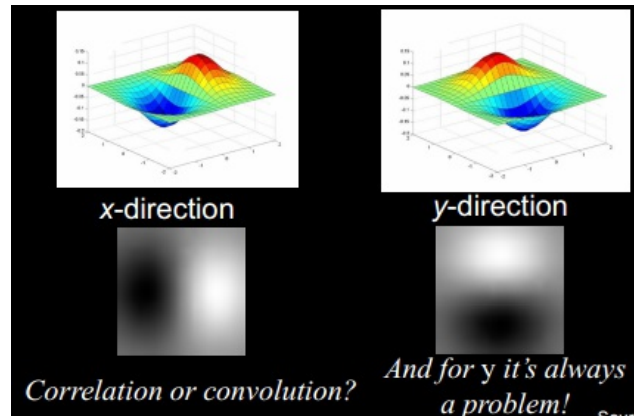 x-direction
y-direction
Correlation or convolution?
And for y it's always
a problem!